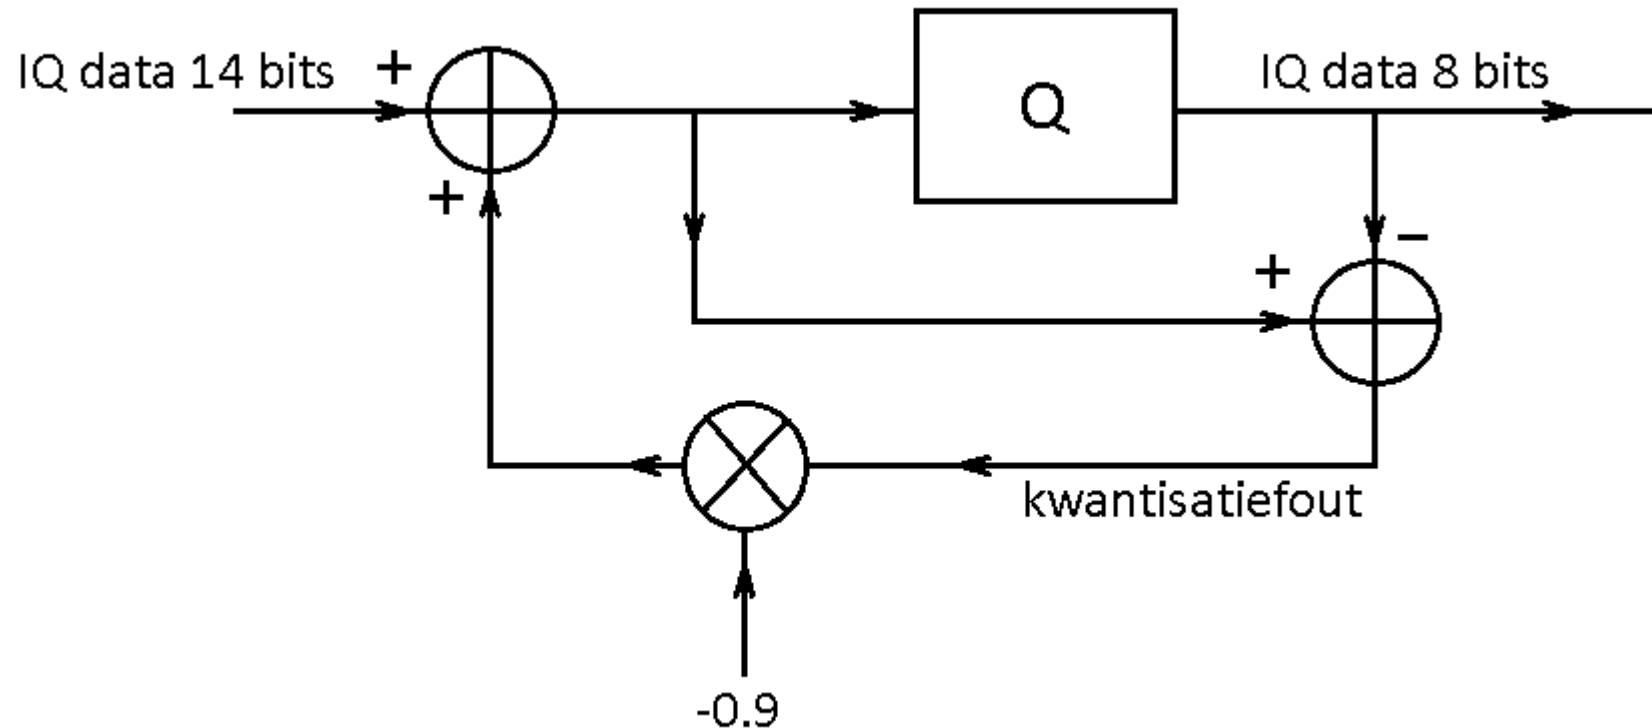 IQ data 14 bits
+
+
Q
IQ data 8 bits
−
+
kwantisatiefout
-0.9